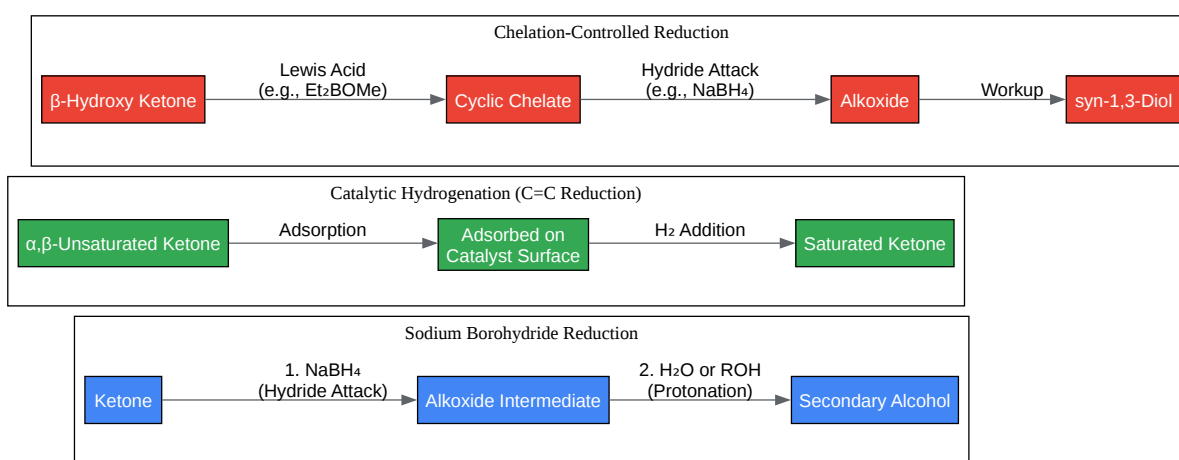 Chelation-Controlled Reduction
β-Hydroxy Ketone
Lewis Acid
(e.g., Et₂BOMe)
Cyclic Chelate
Hydride Attack
(e.g., NaBH₄)
Alkoxide
Workup
syn-1,3-Diol
Catalytic Hydrogenation (C=C Reduction)
α,β-Unsaturated Ketone
Adsorption
Adsorbed on
Catalyst Surface
H₂ Addition
Saturated Ketone
Sodium Borohydride Reduction
Ketone
1. NaBH₄
(Hydride Attack)
Alkoxide Intermediate
2. H₂O or ROH
(Protonation)
Secondary Alcohol